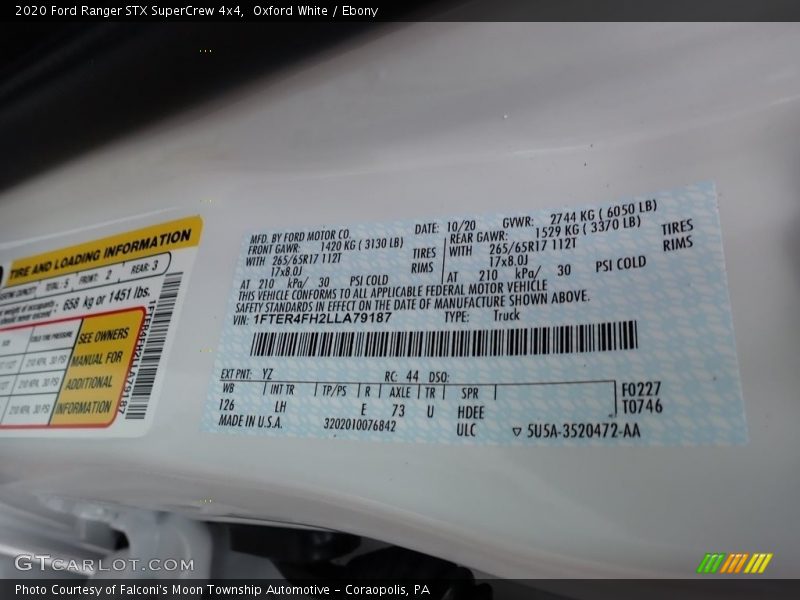 2020 Ford Ranger STX SuperCrew 4x4, Oxford White / Ebony
TIRE AND LOADING INFORMATION
TOTAL: 5 FRONT: 2 REAR: 3
658 kg or 1451 lbs.
SEE OWNERS
MANUAL FOR
ADDITIONAL
INFORMATION
1FTER4FH2LLA79187
MFD. BY FORD MOTOR CO. DATE: 10/20 GVWR: 2744 KG ( 6050 LB)
FRONT GAWR: 1420 KG ( 3130 LB) REAR GAWR: 1529 KG ( 3370 LB)
WITH 265/65R17 112T TIRES WITH 265/65R17 112T TIRES
17x8.0J RIMS 17x8.0J RIMS
AT 210 kPa/ 30 PSI COLD AT 210 kPa/ 30 PSI COLD
THIS VEHICLE CONFORMS TO ALL APPLICABLE FEDERAL MOTOR VEHICLE
SAFETY STANDARDS IN EFFECT ON THE DATE OF MANUFACTURE SHOWN ABOVE.
VIN: 1FTER4FH2LLA79187 TYPE: Truck
EXT PNT: YZ RC: 44 DSO:
WB INT TR TP/PS R AXLE TR SPR F0227
126 LH E 73 U HDEE T0746
MADE IN U.S.A. 3202010076842 ULC ▽ 5U5A-3520472-AA
GTCARLOT.COM
Photo Courtesy of Falconi's Moon Township Automotive - Coraopolis, PA